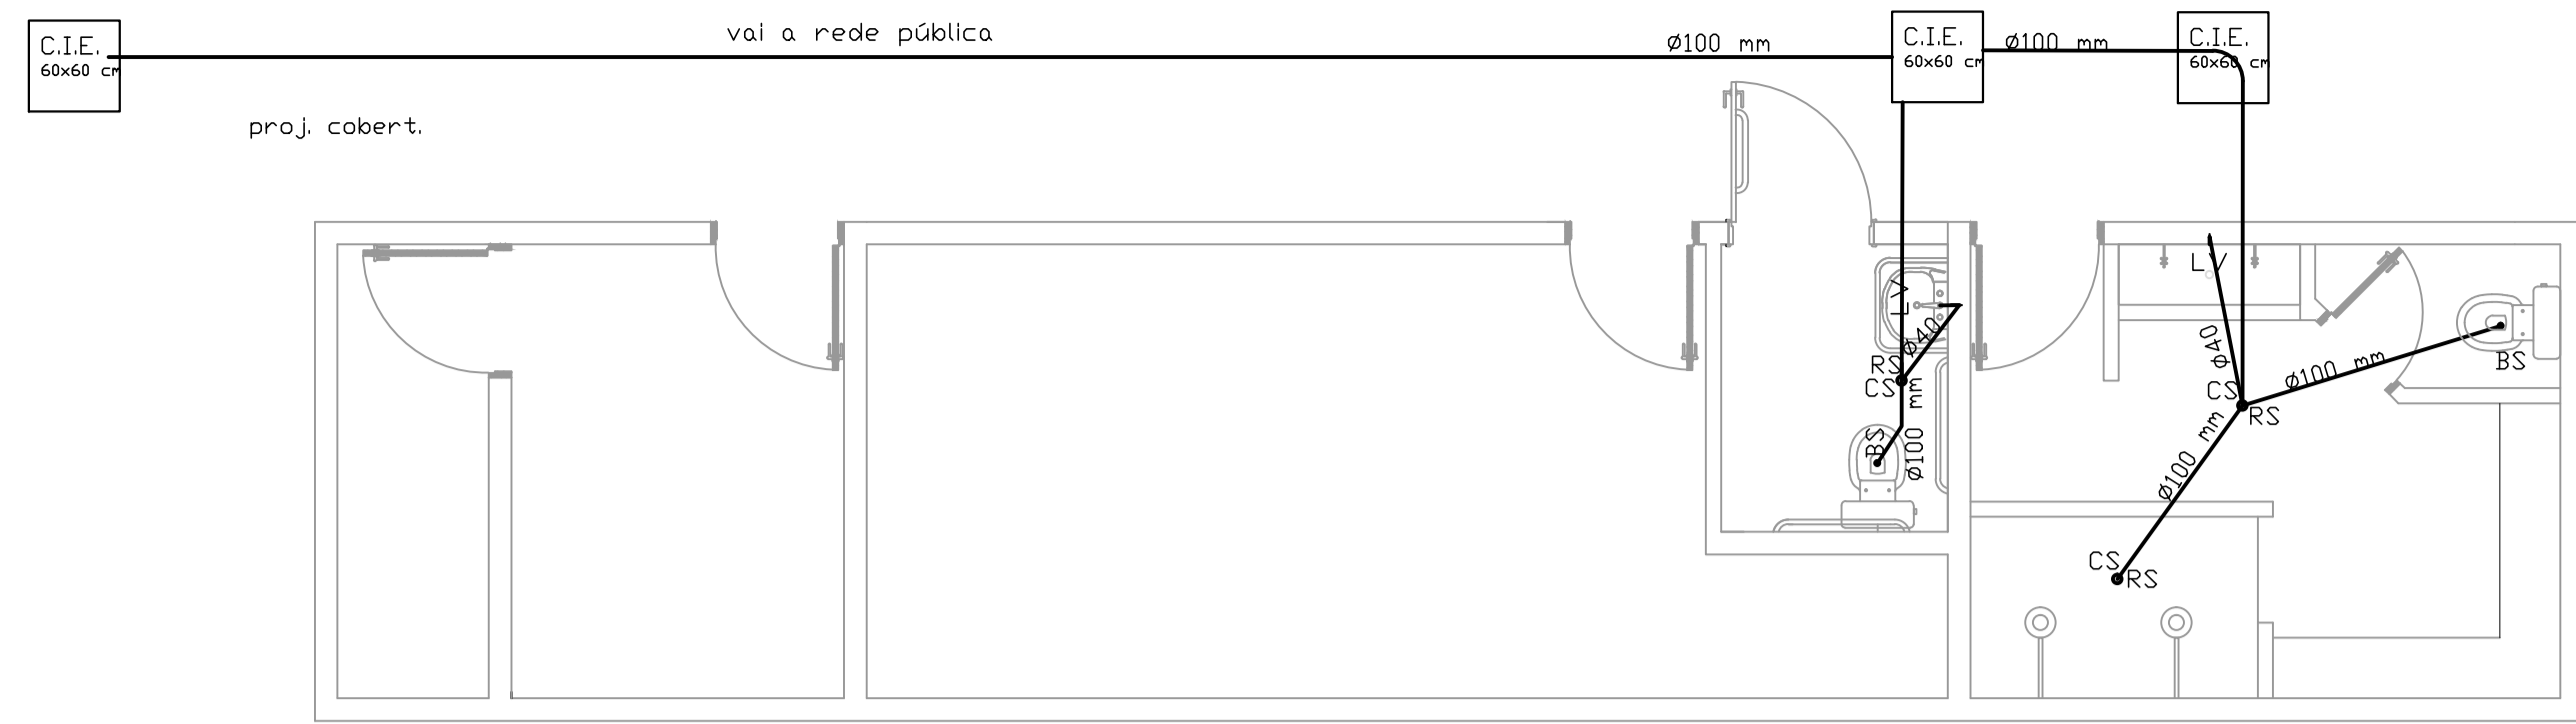 C.I.E.
60x60 cm
vai a rede pública
Ø100 mm
C.I.E.
60x60 cm
Ø100 mm
C.I.E.
60x60 cm
proj. cobert.
LV
Ø40
RS
CS
Ø100 mm
BS
LV
Ø40
Ø100 mm
BS
CS
RS
Ø100 mm
CS
RS